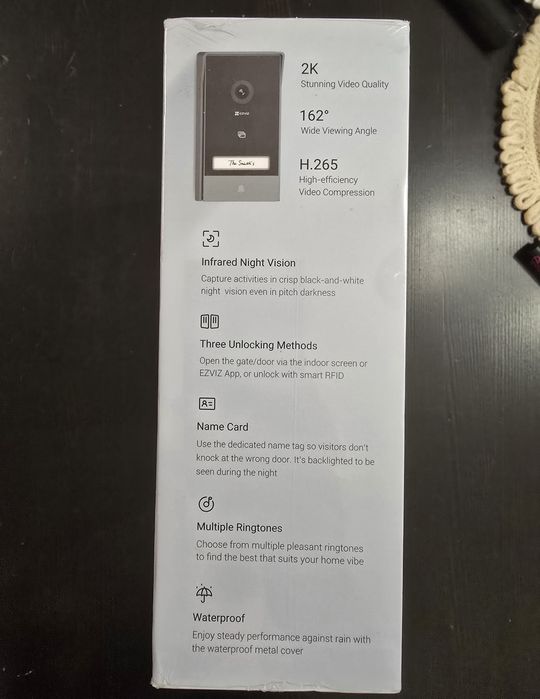 2K
Stunning Video Quality
162°
Wide Viewing Angle
H.265
High-efficiency
Video Compression
EZVIZ
The Smith's
Infrared Night Vision
Capture activities in crisp black-and-white
night vision even in pitch darkness
Three Unlocking Methods
Open the gate/door via the indoor screen or
EZVIZ App, or unlock with smart RFID
Name Card
Use the dedicated name tag so visitors don't
knock at the wrong door. It's backlighted to be
seen during the night
Multiple Ringtones
Choose from multiple pleasant ringtones
to find the best that suits your home vibe
Waterproof
Enjoy steady performance against rain with
the waterproof metal cover